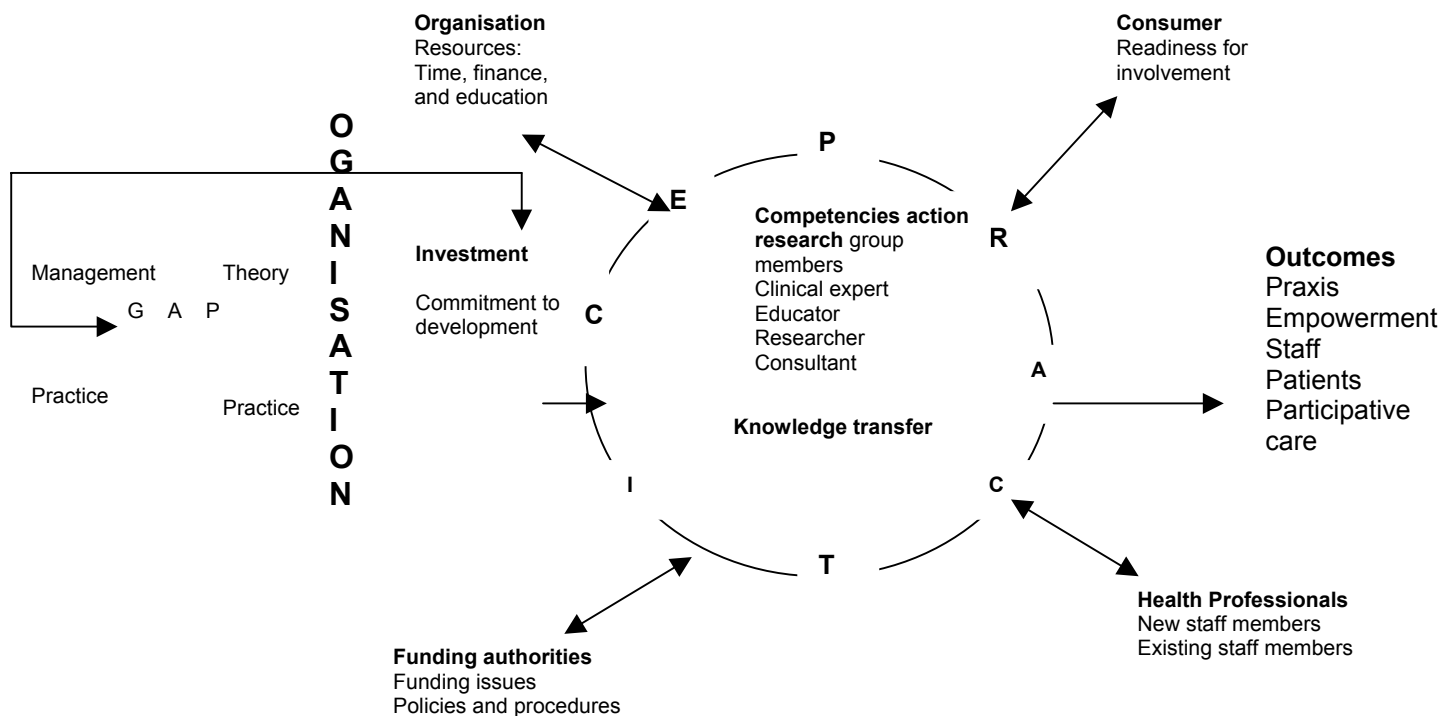 Organisation
Resources:
Time, finance,
and education
Consumer
Readiness for
involvement
O
G
A
N
I
S
A
T
I
O
N
Management
Theory
G A P
Practice
Practice
Investment
Commitment to
development
P
R
A
C
T
I
C
E
Competencies action
research group
members
Clinical expert
Educator
Researcher
Consultant
Knowledge transfer
Outcomes
Praxis
Empowerment
Staff
Patients
Participative
care
Health Professionals
New staff members
Existing staff members
Funding authorities
Funding issues
Policies and procedures